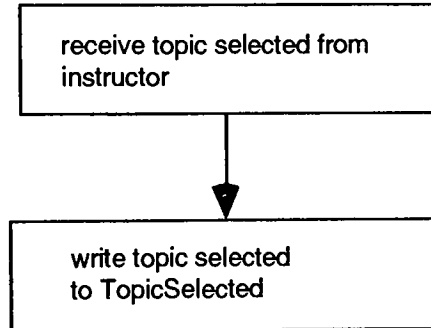 receive topic selected from
instructor
write topic selected
to TopicSelected